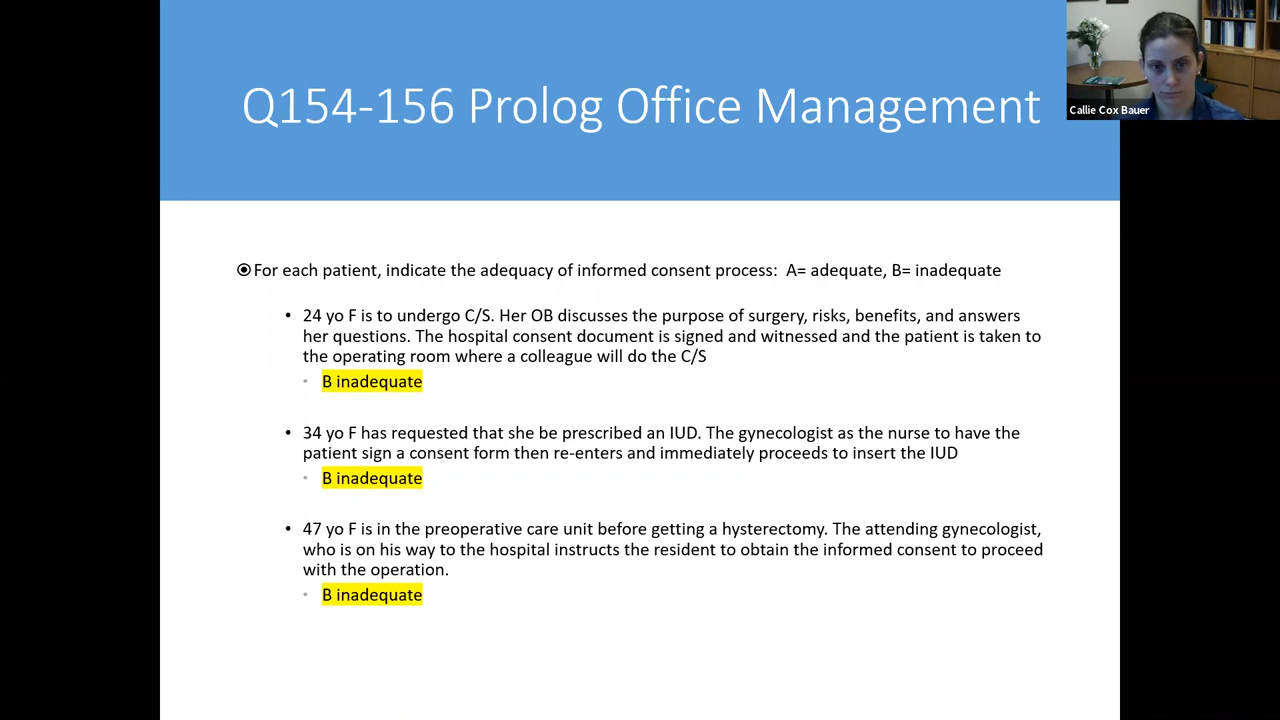 Q154-156 Prolog Office Management
Callie Cox Bauer
For each patient, indicate the adequacy of informed consent process:  A= adequate, B= inadequate
• 24 yo F is to undergo C/S. Her OB discusses the purpose of surgery, risks, benefits, and answers
her questions. The hospital consent document is signed and witnessed and the patient is taken to
the operating room where a colleague will do the C/S
• B inadequate
• 34 yo F has requested that she be prescribed an IUD. The gynecologist as the nurse to have the
patient sign a consent form then re-enters and immediately proceeds to insert the IUD
• B inadequate
• 47 yo F is in the preoperative care unit before getting a hysterectomy. The attending gynecologist,
who is on his way to the hospital instructs the resident to obtain the informed consent to proceed
with the operation.
• B inadequate